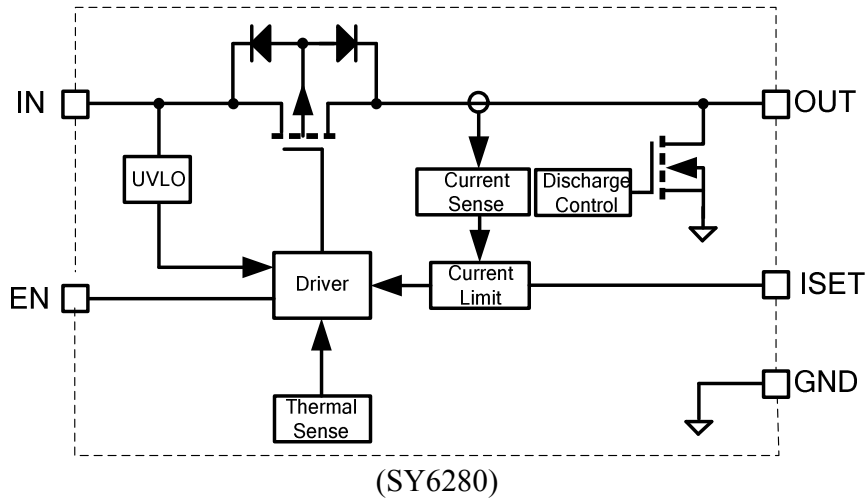 IN
OUT
UVLO
Current
Sense
Discharge
Control
EN
Driver
Current
Limit
ISET
GND
Thermal
Sense
(SY6280)